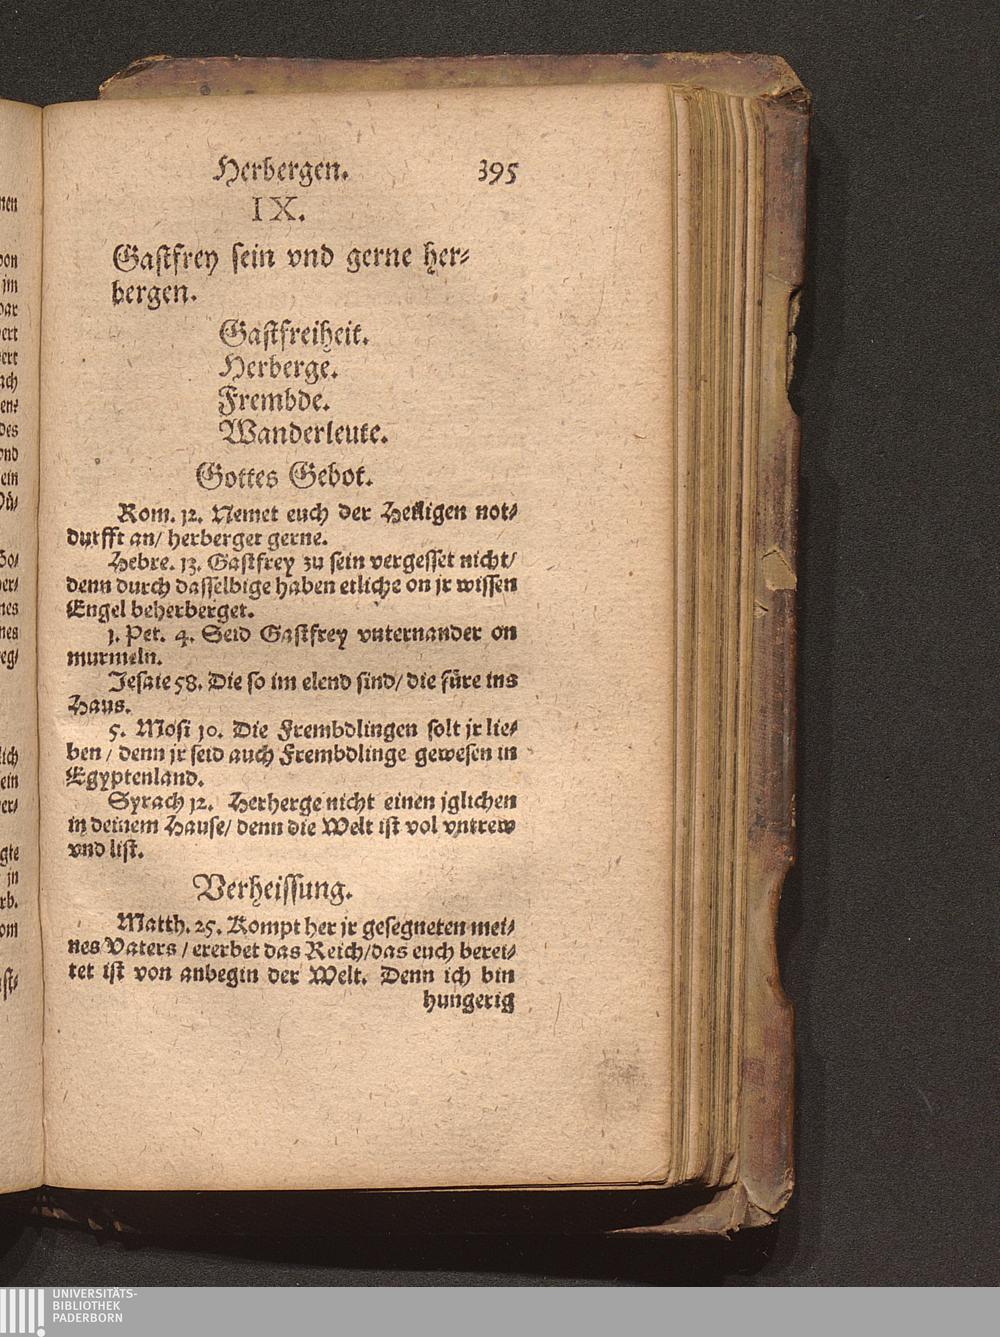 Herbergen. 395
IX.
Gastfrey sein vnd gerne her⸗
bergen.
Gastfreiheit.
Herberge.
Frembde.
Wanderleute.
Gottes Gebot.
Rom. 12. Nemet euch der Heiligen not⸗
durfft an/ herberget gerne.
Hebre. 13. Gastfrey zu sein vergesset nicht/
denn durch dasselbige haben etliche on jr wissen
Engel beherberget.
1. Pet. 4. Seid Gastfrey vnternander on
murmeln.
Jesaie 58. Die so im elend sind/ die füre ins
Haus.
5. Mosi 10. Die Frembdlingen solt jr lie⸗
ben / denn jr seid auch Frembdlinge gewesen in
Egyptenland.
Syrach 12. Herherge nicht einen jglichen
in deinem Hause/ denn die Welt ist vol vntrew
vnd list.
Verheissung.
Matth. 25. Kompt her jr gesegneten mei⸗
nes Vaters / ererbet das Reich/das euch berei⸗
tet ist von anbegin der Welt. Denn ich bin
hungerig
UNIVERSITÄTS-
BIBLIOTHEK
PADERBORN